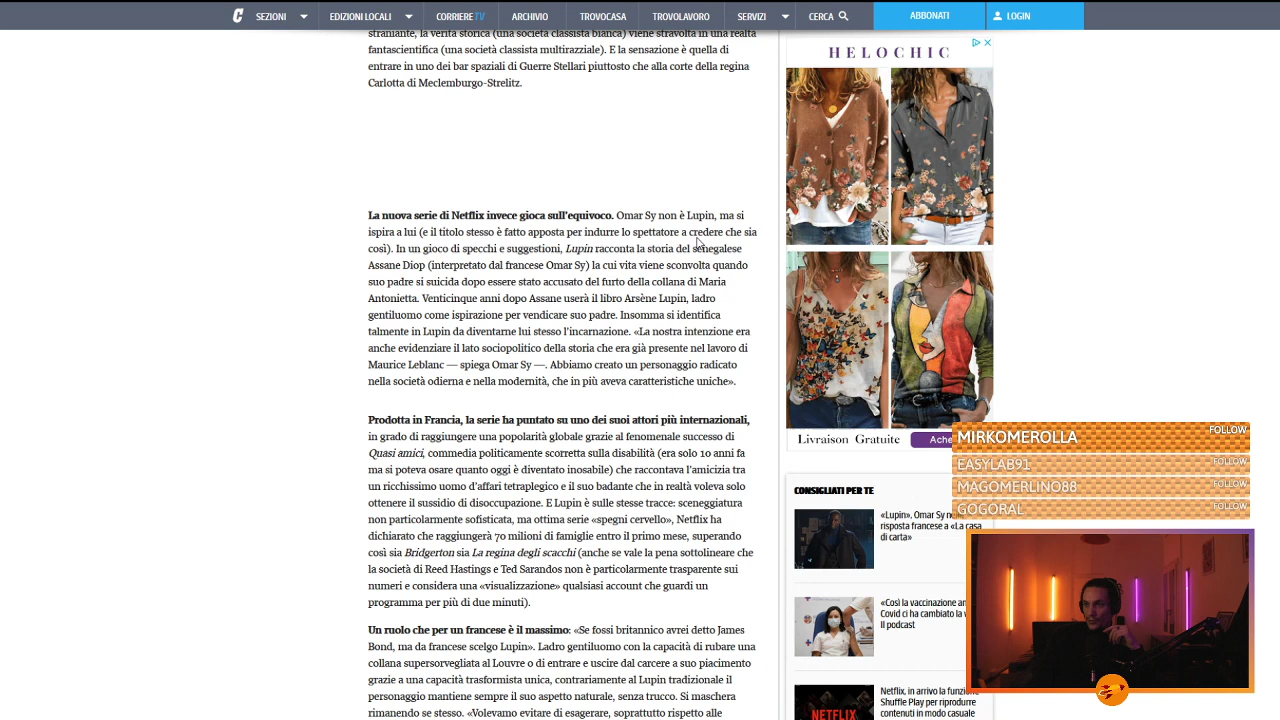 C SEZIONI EDIZIONI LOCALI CORRIERE TV ARCHIVIO TROVOCASA TROVOLAVORO SERVIZI CERCA ABBONATI LOGIN
straniante, la verità storica (una società classista bianca) viene stravolta in una realtà
fantascientifica (una società classista multirazziale). E la sensazione è quella di
entrare in uno dei bar spaziali di Guerre Stellari piuttosto che alla corte della regina
Carlotta di Meclemburgo-Strelitz.
La nuova serie di Netflix invece gioca sull'equivoco. Omar Sy non è Lupin, ma si
ispira a lui (e il titolo stesso è fatto apposta per indurre lo spettatore a credere che sia
così). In un gioco di specchi e suggestioni, Lupin racconta la storia del senegalese
Assane Diop (interpretato dal francese Omar Sy) la cui vita viene sconvolta quando
suo padre si suicida dopo essere stato accusato del furto della collana di Maria
Antonietta. Venticinque anni dopo Assane userà il libro Arsène Lupin, ladro
gentiluomo come ispirazione per vendicare suo padre. Insomma si identifica
talmente in Lupin da diventarne lui stesso l'incarnazione. «La nostra intenzione era
anche evidenziare il lato sociopolitico della storia che era già presente nel lavoro di
Maurice Leblanc — spiega Omar Sy —. Abbiamo creato un personaggio radicato
nella società odierna e nella modernità, che in più aveva caratteristiche uniche».
Prodotta in Francia, la serie ha puntato su uno dei suoi attori più internazionali,
in grado di raggiungere una popolarità globale grazie al fenomenale successo di
Quasi amici, commedia politicamente scorretta sulla disabilità (era solo 10 anni fa
ma si poteva osare quanto oggi è diventato inosabile) che raccontava l'amicizia tra
un ricchissimo uomo d'affari tetraplegico e il suo badante che in realtà voleva solo
ottenere il sussidio di disoccupazione. E Lupin è sulle stesse tracce: sceneggiatura
non particolarmente sofisticata, ma ottima serie «spegni cervello», Netflix ha
dichiarato che raggiungerà 70 milioni di famiglie entro il primo mese, superando
così sia Bridgerton sia La regina degli scacchi (anche se vale la pena sottolineare che
la società di Reed Hastings e Ted Sarandos non è particolarmente trasparente sui
numeri e considera una «visualizzazione» qualsiasi account che guardi un
programma per più di due minuti).
Un ruolo che per un francese è il massimo: «Se fossi britannico avrei detto James
Bond, ma da francese scelgo Lupin». Ladro gentiluomo con la capacità di rubare una
collana supersorvegliata al Louvre o di entrare e uscire dal carcere a suo piacimento
grazie a una capacità trasformista unica, contrariamente al Lupin tradizionale il
personaggio mantiene sempre il suo aspetto naturale, senza trucco. Si maschera
rimanendo se stesso. «Volevamo evitare di esagerare, soprattutto rispetto alle
HELOCHIC
Livraison Gratuite
CONSIGLIATI PER TE
«Lupin». Omar Sy
risposta francese a «La casa
di carta»
«Così la vaccinazione
Covid ci ha cambiato la
Il podcast
Netflix, in arrivo la
Shuffle Play per riprodurre
contenuti in modo casuale
NETFLIX
MIRKOMEROLLA FOLLOW
EASYLAB91 FOLLOW
MAGOMERLINO88 FOLLOW
GOGORAL FOLLOW